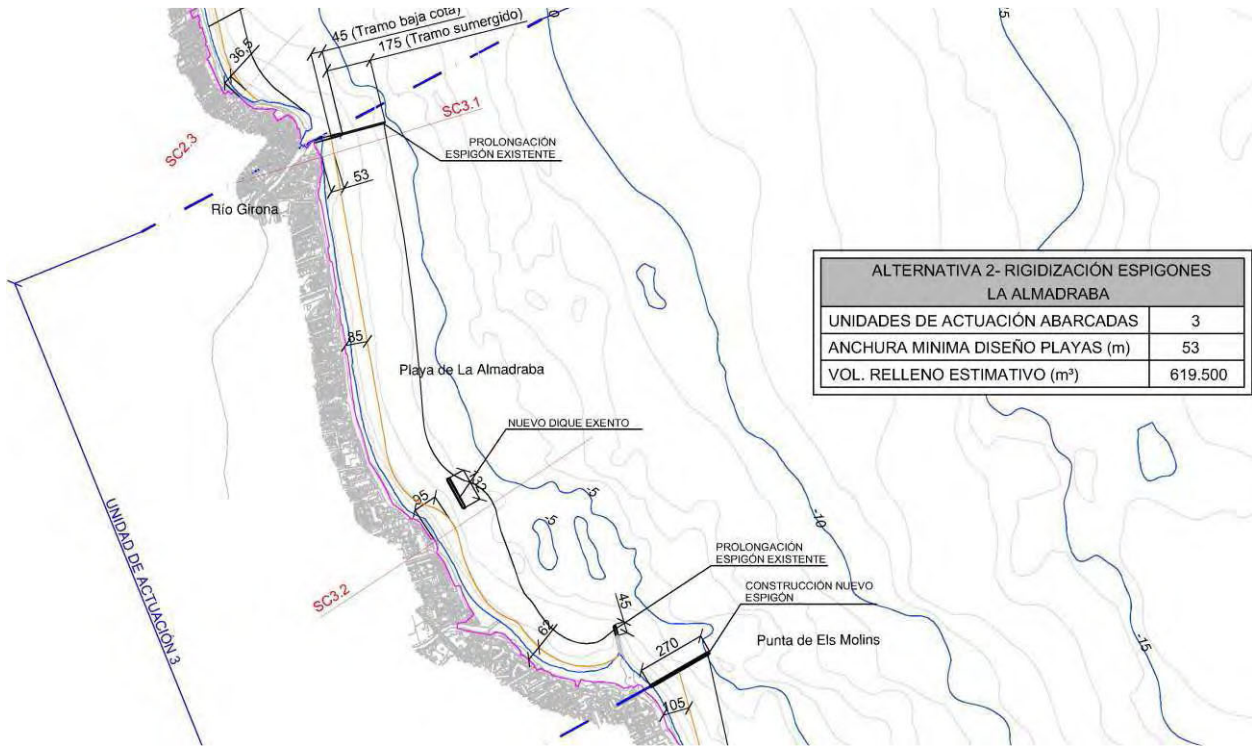 45 (Tramo baja cota)
175 (Tramo sumergido)
-5
36,5
SC3.1
SC2.3
PROLONGACIÓN
ESPIGÓN EXISTENTE
53
Río Girona
ALTERNATIVA 2- RIGIDIZACIÓN ESPIGONES
LA ALMADRABA
UNIDADES DE ACTUACIÓN ABARCADAS 3
ANCHURA MINIMA DISEÑO PLAYAS (m) 53
VOL. RELLENO ESTIMATIVO (m³) 619.500
85
Playa de La Almadraba
NUEVO DIQUE EXENTO
132
95
-5
-5
-10
UNIDAD DE ACTUACIÓN 3
PROLONGACIÓN
ESPIGÓN EXISTENTE
CONSTRUCCIÓN NUEVO
ESPIGÓN
SC3.2
45
62
270
Punta de Els Molins
-15
105